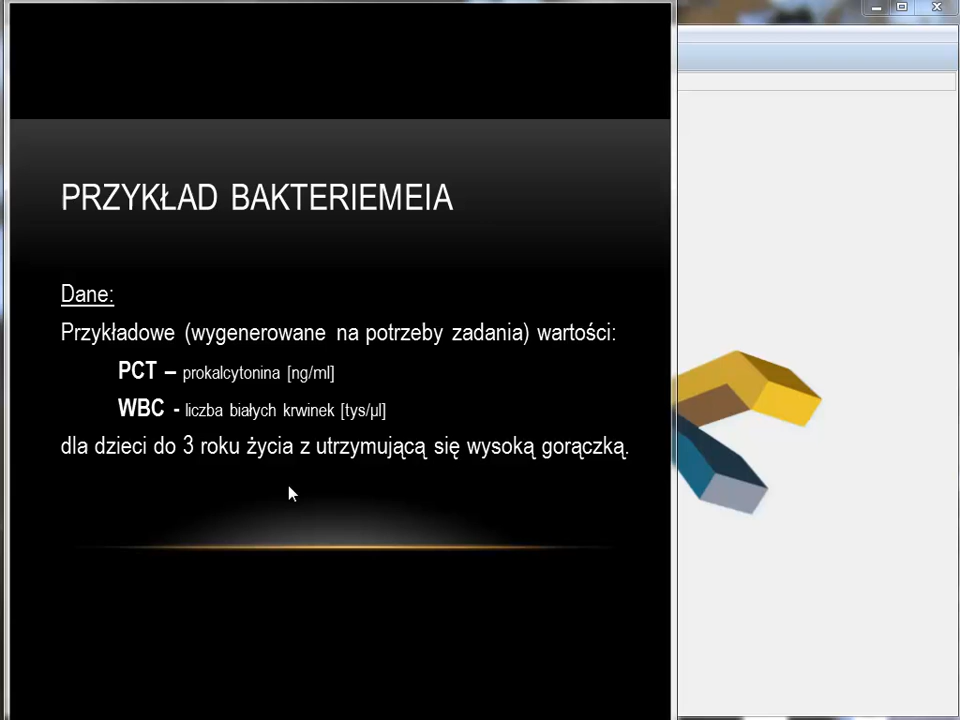 PRZYKŁAD BAKTERIEMEIA
Dane:
Przykładowe (wygenerowane na potrzeby zadania) wartości:
PCT – prokalcytonina [ng/ml]
WBC - liczba białych krwinek [tys/µl]
dla dzieci do 3 roku życia z utrzymującą się wysoką gorączką.